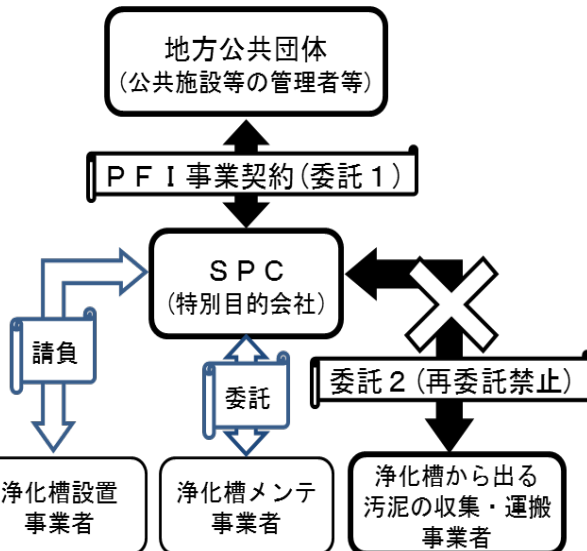 地方公共団体
(公共施設等の管理者等)
ＰＦＩ事業契約(委託１)
ＳＰＣ
(特別目的会社)
請負
委託
委託２(再委託禁止)
浄化槽設置
事業者
浄化槽メンテ
事業者
浄化槽から出る
汚泥の収集・運搬
事業者